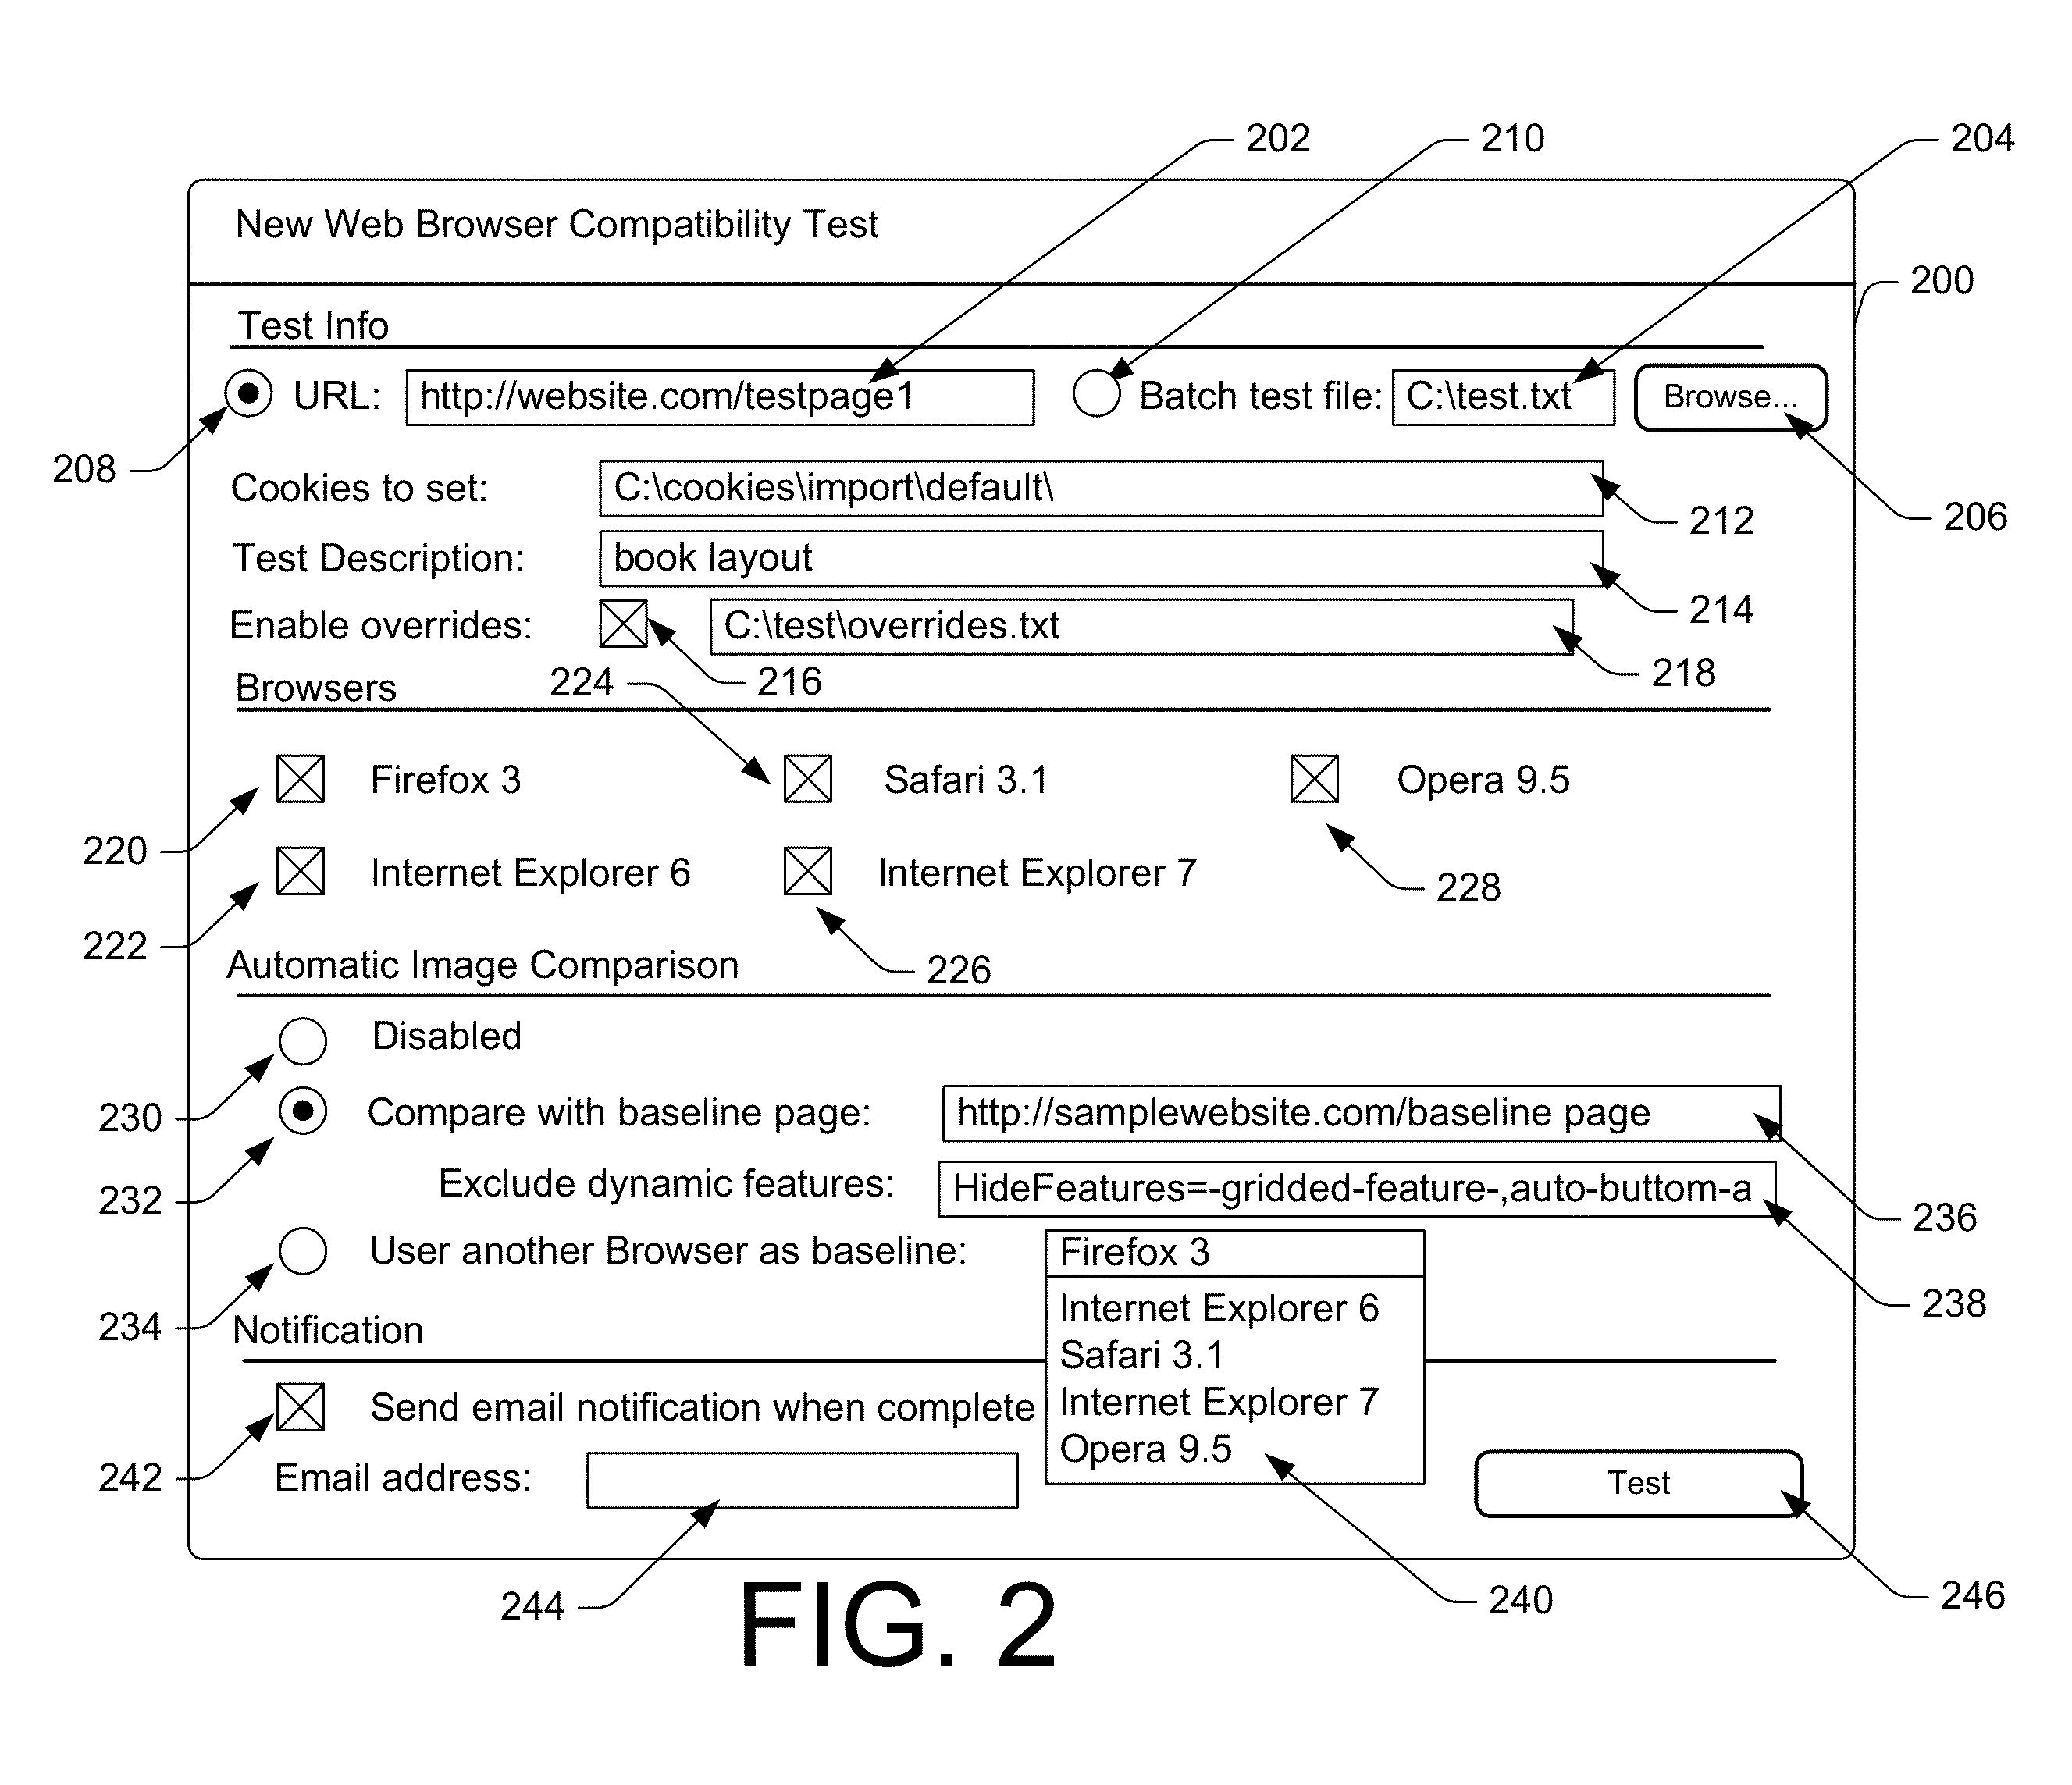 202 210 204
New Web Browser Compatibility Test
200
Test Info
URL: http://website.com/testpage1 Batch test file: C:\test.txt Browse...
208
Cookies to set: C:\cookies\import\default\
212 206
Test Description: book layout
214
Enable overrides: C:\test\overrides.txt
224 216 218
Browsers
Firefox 3 Safari 3.1 Opera 9.5
220
Internet Explorer 6 Internet Explorer 7
228
222
226
Automatic Image Comparison
Disabled
230
Compare with baseline page: http://samplewebsite.com/baseline page
232
Exclude dynamic features: HideFeatures=-gridded-feature-,auto-buttom-a
236
User another Browser as baseline: Firefox 3
Internet Explorer 6
238
234
Notification
Safari 3.1
Send email notification when complete Internet Explorer 7
Opera 9.5
242
Email address: Test
244 240 246
FIG. 2